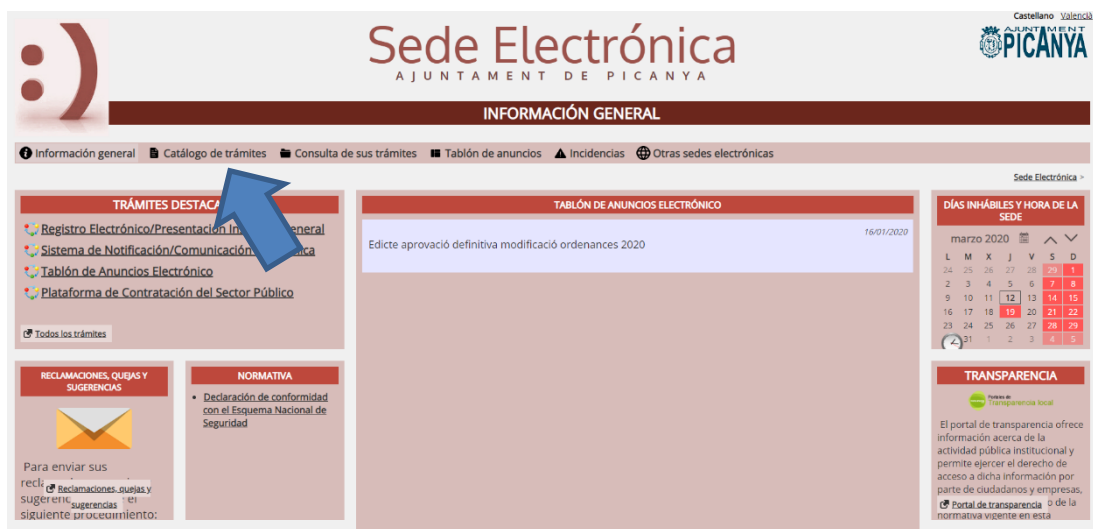 Castellano Valencià
Sede Electrónica
AJUNTAMENT DE PICANYA
AJUNTAMENT
PICANYA
INFORMACIÓN GENERAL
Información general Catálogo de trámites Consulta de sus trámites Tablón de anuncios Incidencias Otras sedes electrónicas
Sede Electrónica >
TRÁMITES
Registro Electrónico/Presentación
Sistema de Notificación/Comunicación
Tablón de Anuncios Electrónico
Plataforma de Contratación del Sector Público
Todos los trámites
RECLAMACIONES, QUEJAS Y
SUGERENCIAS
Para enviar sus
Reclamaciones, quejas y
sugerencias
siguiente procedimiento:
NORMATIVA
• Declaración de conformidad
con el Esquema Nacional de
Seguridad
TABLÓN DE ANUNCIOS ELECTRÓNICO
16/01/2020
Edicte aprovació definitiva modificació ordenances 2020
DÍAS INHÁBILES Y HORA DE LA
SEDE
marzo 2020
L M X J V S D
24 25 26 27 28 29 1
2 3 4 5 6 7 8
9 10 11 12 13 14 15
16 17 18 19 20 21 22
23 24 25 26 27 28 29
31 1 2 3 4 5
TRANSPARENCIA
Transparencia local
El portal de transparencia ofrece
información acerca de la
actividad pública institucional y
permite ejercer el derecho de
acceso a dicha información por
parte de ciudadanos y empresas,
Portal de transparencia o de la
normativa vigente en esta